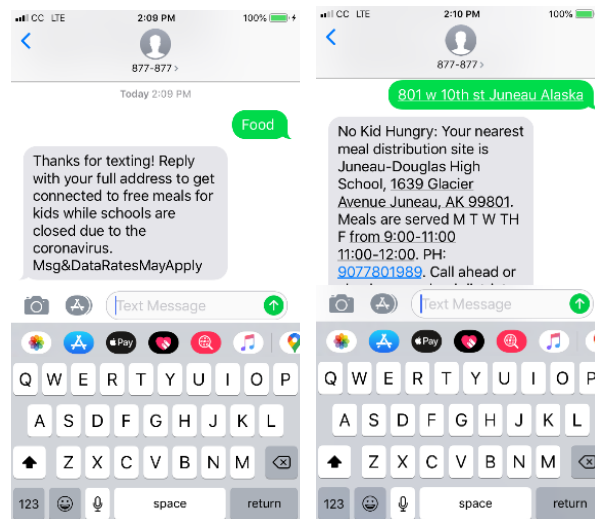 CC LTE 2:09 PM 100%
877-877 >
Today 2:09 PM
Food
Thanks for texting! Reply
with your full address to get
connected to free meals for
kids while schools are
closed due to the
coronavirus.
Msg&DataRatesMayApply
Text Message
Pay
Q W E R T Y U I O P
A S D F G H J K L
Z X C V B N M
123 space return
CC LTE 2:10 PM 100%
877-877 >
801 w 10th st Juneau Alaska
No Kid Hungry: Your nearest
meal distribution site is
Juneau-Douglas High
School, 1639 Glacier
Avenue Juneau, AK 99801.
Meals are served M T W TH
F from 9:00-11:00
11:00-12:00. PH:
9077801989. Call ahead or
Text Message
Pay
Q W E R T Y U I O P
A S D F G H J K L
Z X C V B N M
123 space return